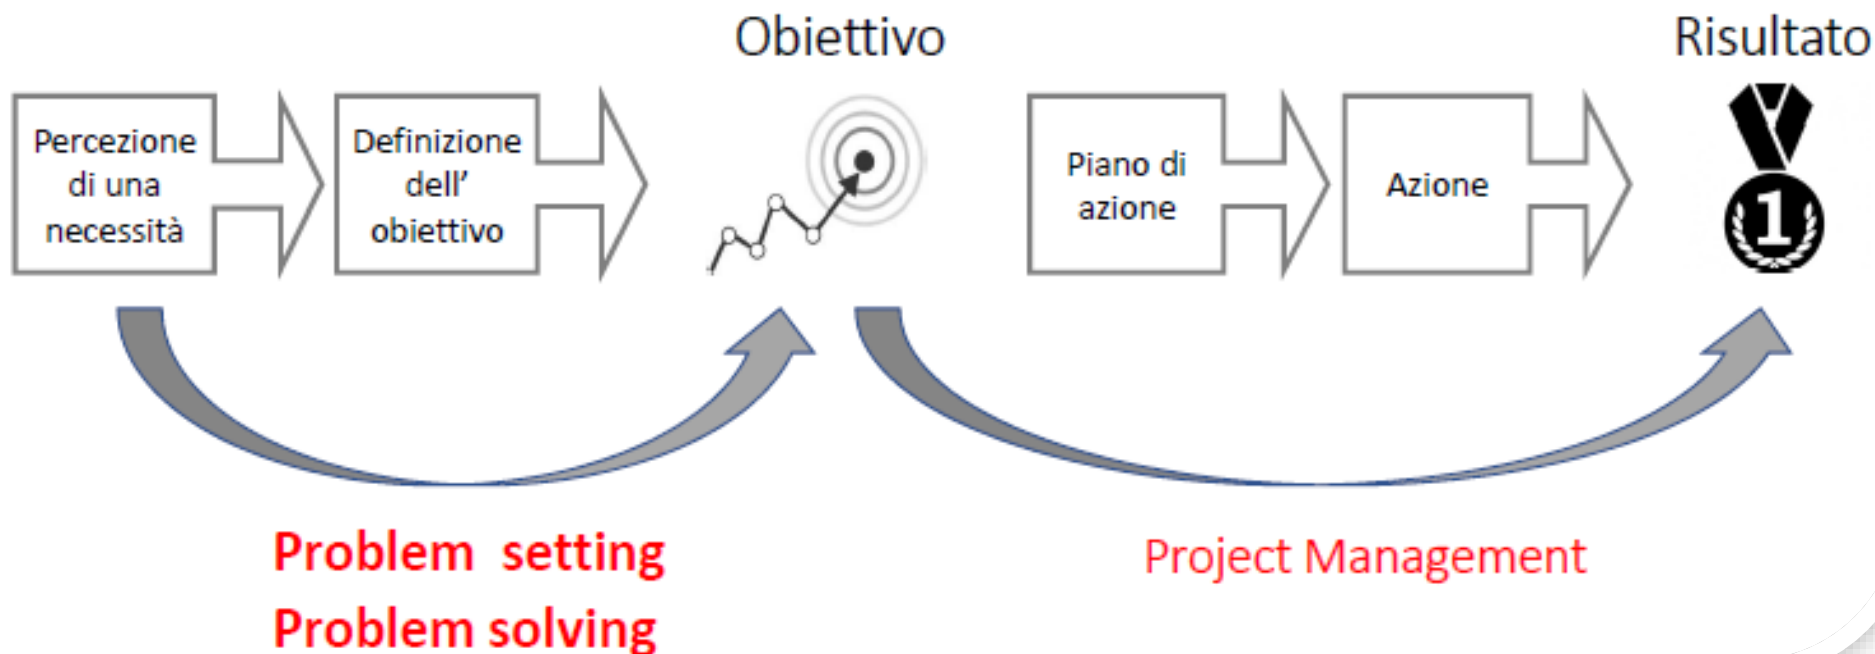 Obiettivo
Risultato
Percezione
di una
necessità
Definizione
dell'
obiettivo
Piano di
azione
Azione
1
Problem setting
Problem solving
Project Management